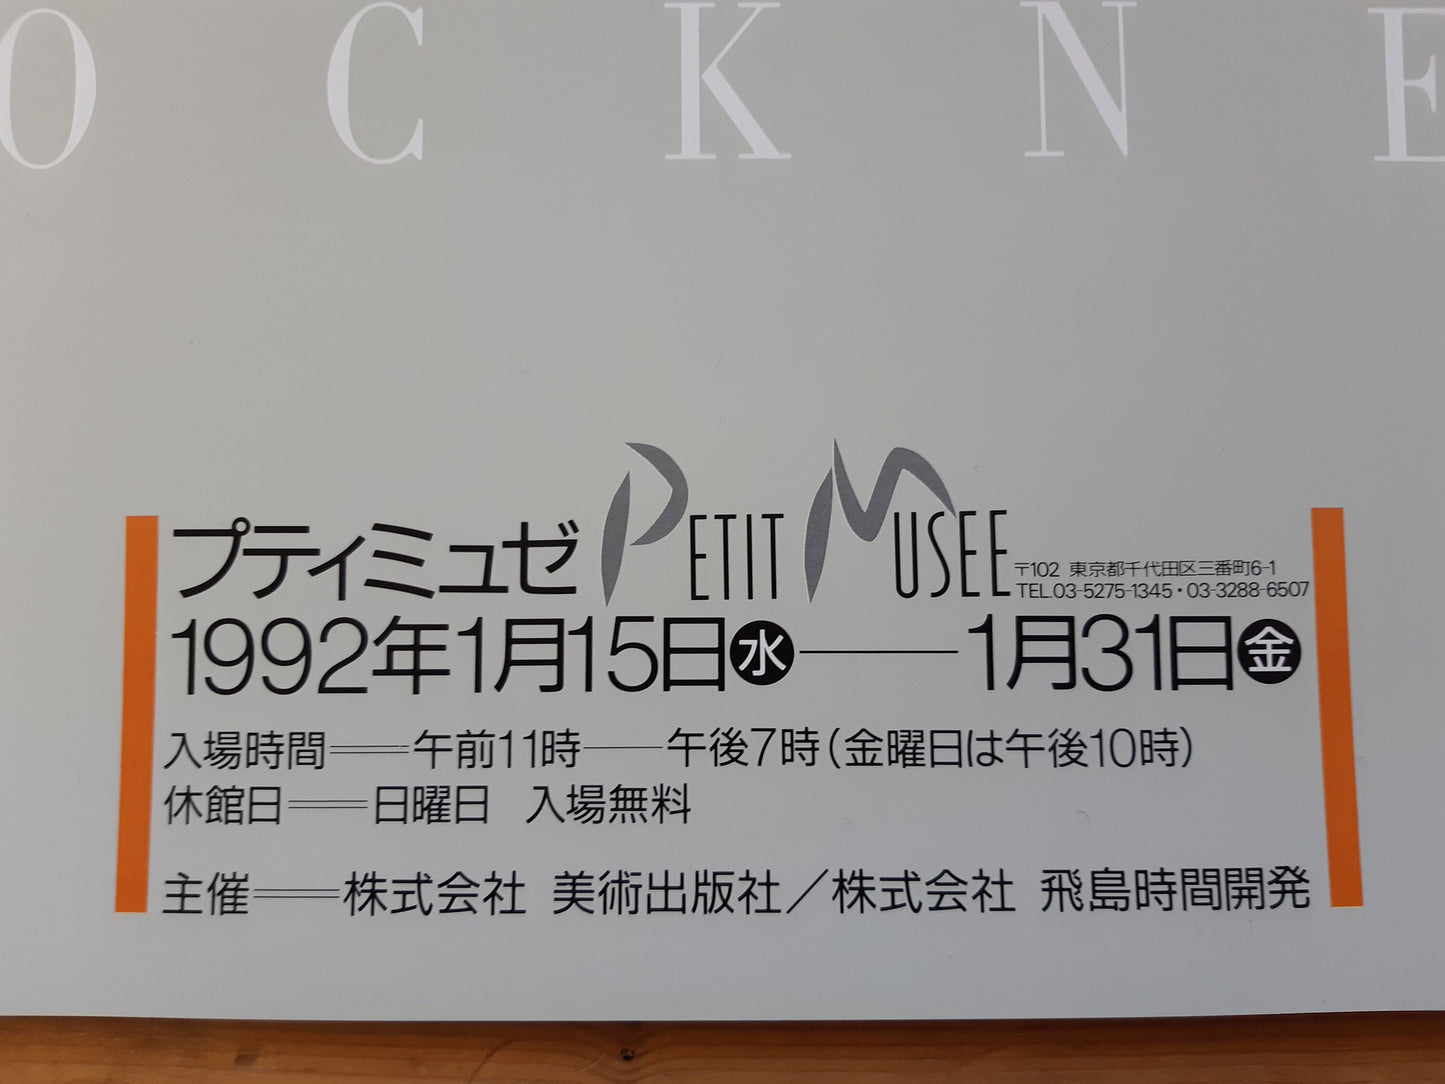 O C K N E
プティミュゼ PETIT MUSEE
〒102 東京都千代田区三番町6-1
TEL.03-5275-1345・03-3288-6507
1992年1月15日水——1月31日金
入場時間══午前11時——午後7時(金曜日は午後10時)
休館日══日曜日 入場無料
主催══株式会社 美術出版社／株式会社 飛島時間開発